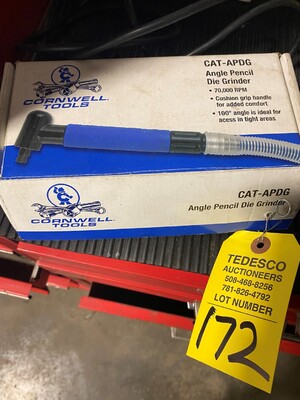 CAT-APDG
Angle Pencil
Die Grinder
• 70,000 RPM
• Cushion grip handle
for added comfort
• 100° angle is ideal for
acess in tight areas
CORNWELL
TOOLS
CAT-APDG
Angle Pencil Die Grinder
CORNWELL
TOOLS
TEDESCO
AUCTIONEERS
508-468-8256
781-826-4792
LOT NUMBER
172